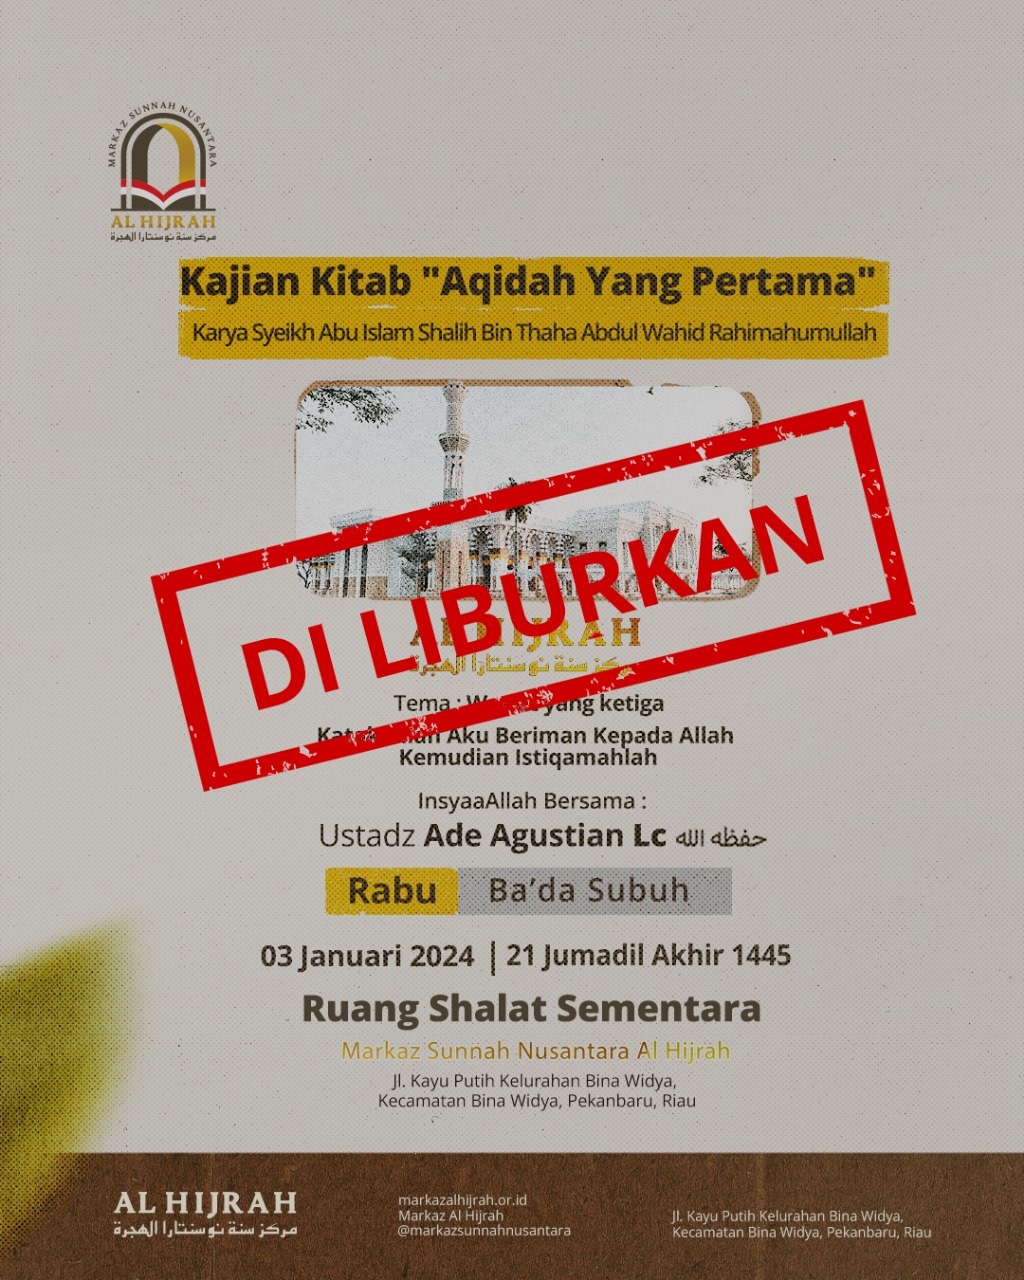 MARKAZ SUNNAH NUSANTARA
AL HIJRAH
مركز سنة نوسنتارا الهجرة
Kajian Kitab "Aqidah Yang Pertama"
Karya Syeikh Abu Islam Shalih Bin Thaha Abdul Wahid Rahimahumullah
DI LIBURKAN
AL HIJRAH
مركز سنة نوسنتارا الهجرة
Tema : yang ketiga
Aku Beriman Kepada Allah
Kemudian Istiqamahlah
InsyaaAllah Bersama :
Ustadz Ade Agustian Lc حفظه الله
Rabu Ba’da Subuh
03 Januari 2024 | 21 Jumadil Akhir 1445
Ruang Shalat Sementara
Markaz Sunnah Nusantara Al Hijrah
Jl. Kayu Putih Kelurahan Bina Widya,
Kecamatan Bina Widya, Pekanbaru, Riau
AL HIJRAH
مركز سنة نوسنتارا الهجرة
markazalhijrah.or.id
Markaz Al Hijrah
@markazsunnahnusantara
Jl. Kayu Putih Kelurahan Bina Widya,
Kecamatan Bina Widya, Pekanbaru, Riau